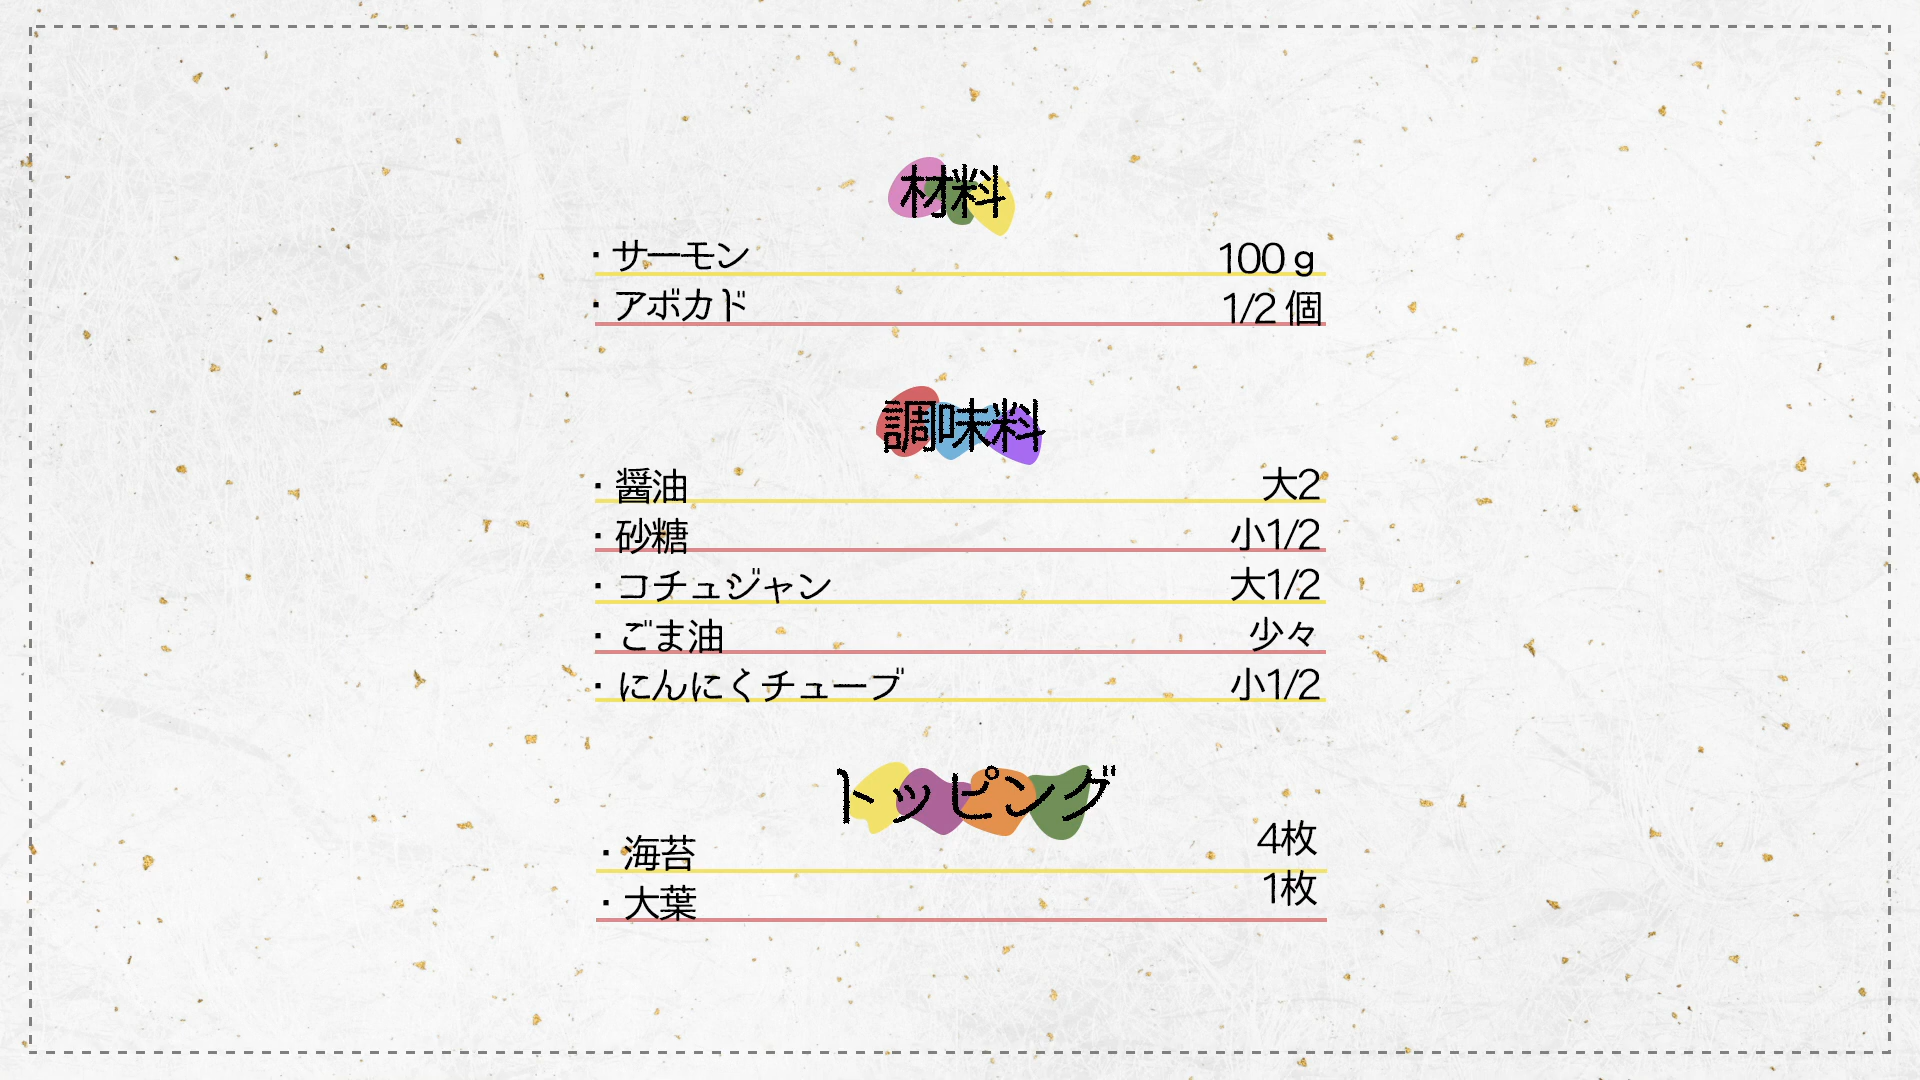 材料
・サーモン 100g
・アボカド 1/2個
調味料
・醤油 大2
・砂糖 小1/2
・コチュジャン 大1/2
・ごま油 少々
・にんにくチューブ 小1/2
トッピング
・海苔 4枚
・大葉 1枚